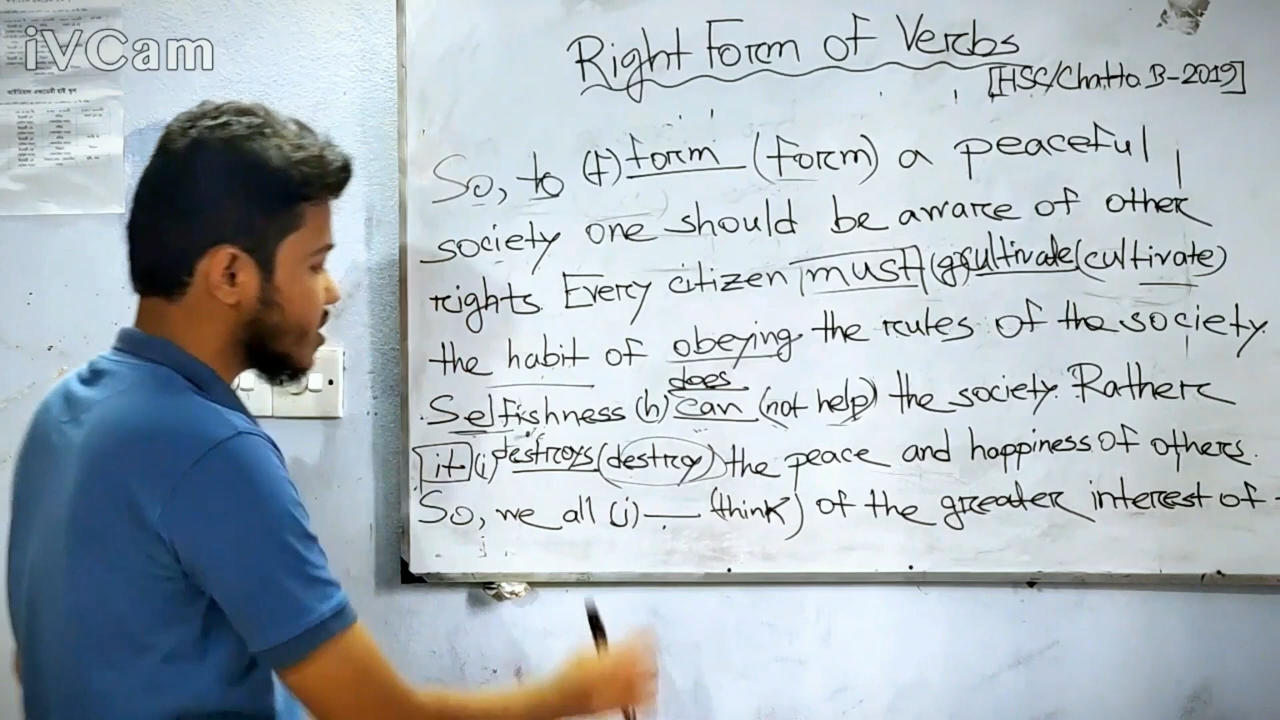 iVCam
Right Form of Verbs
[HSC/Chatto.B-2019]
So, to (f) form (form) a peaceful
society one should be aware of other
rights. Every citizen must (g) cultivate (cultivate)
the habit of obeying the rules of the society.
does
Selfishness (h) can (not help) the society. Rather
it (i) destroys (destroy) the peace and happiness of others.
So, we all (j) — (think) of the greater interest of